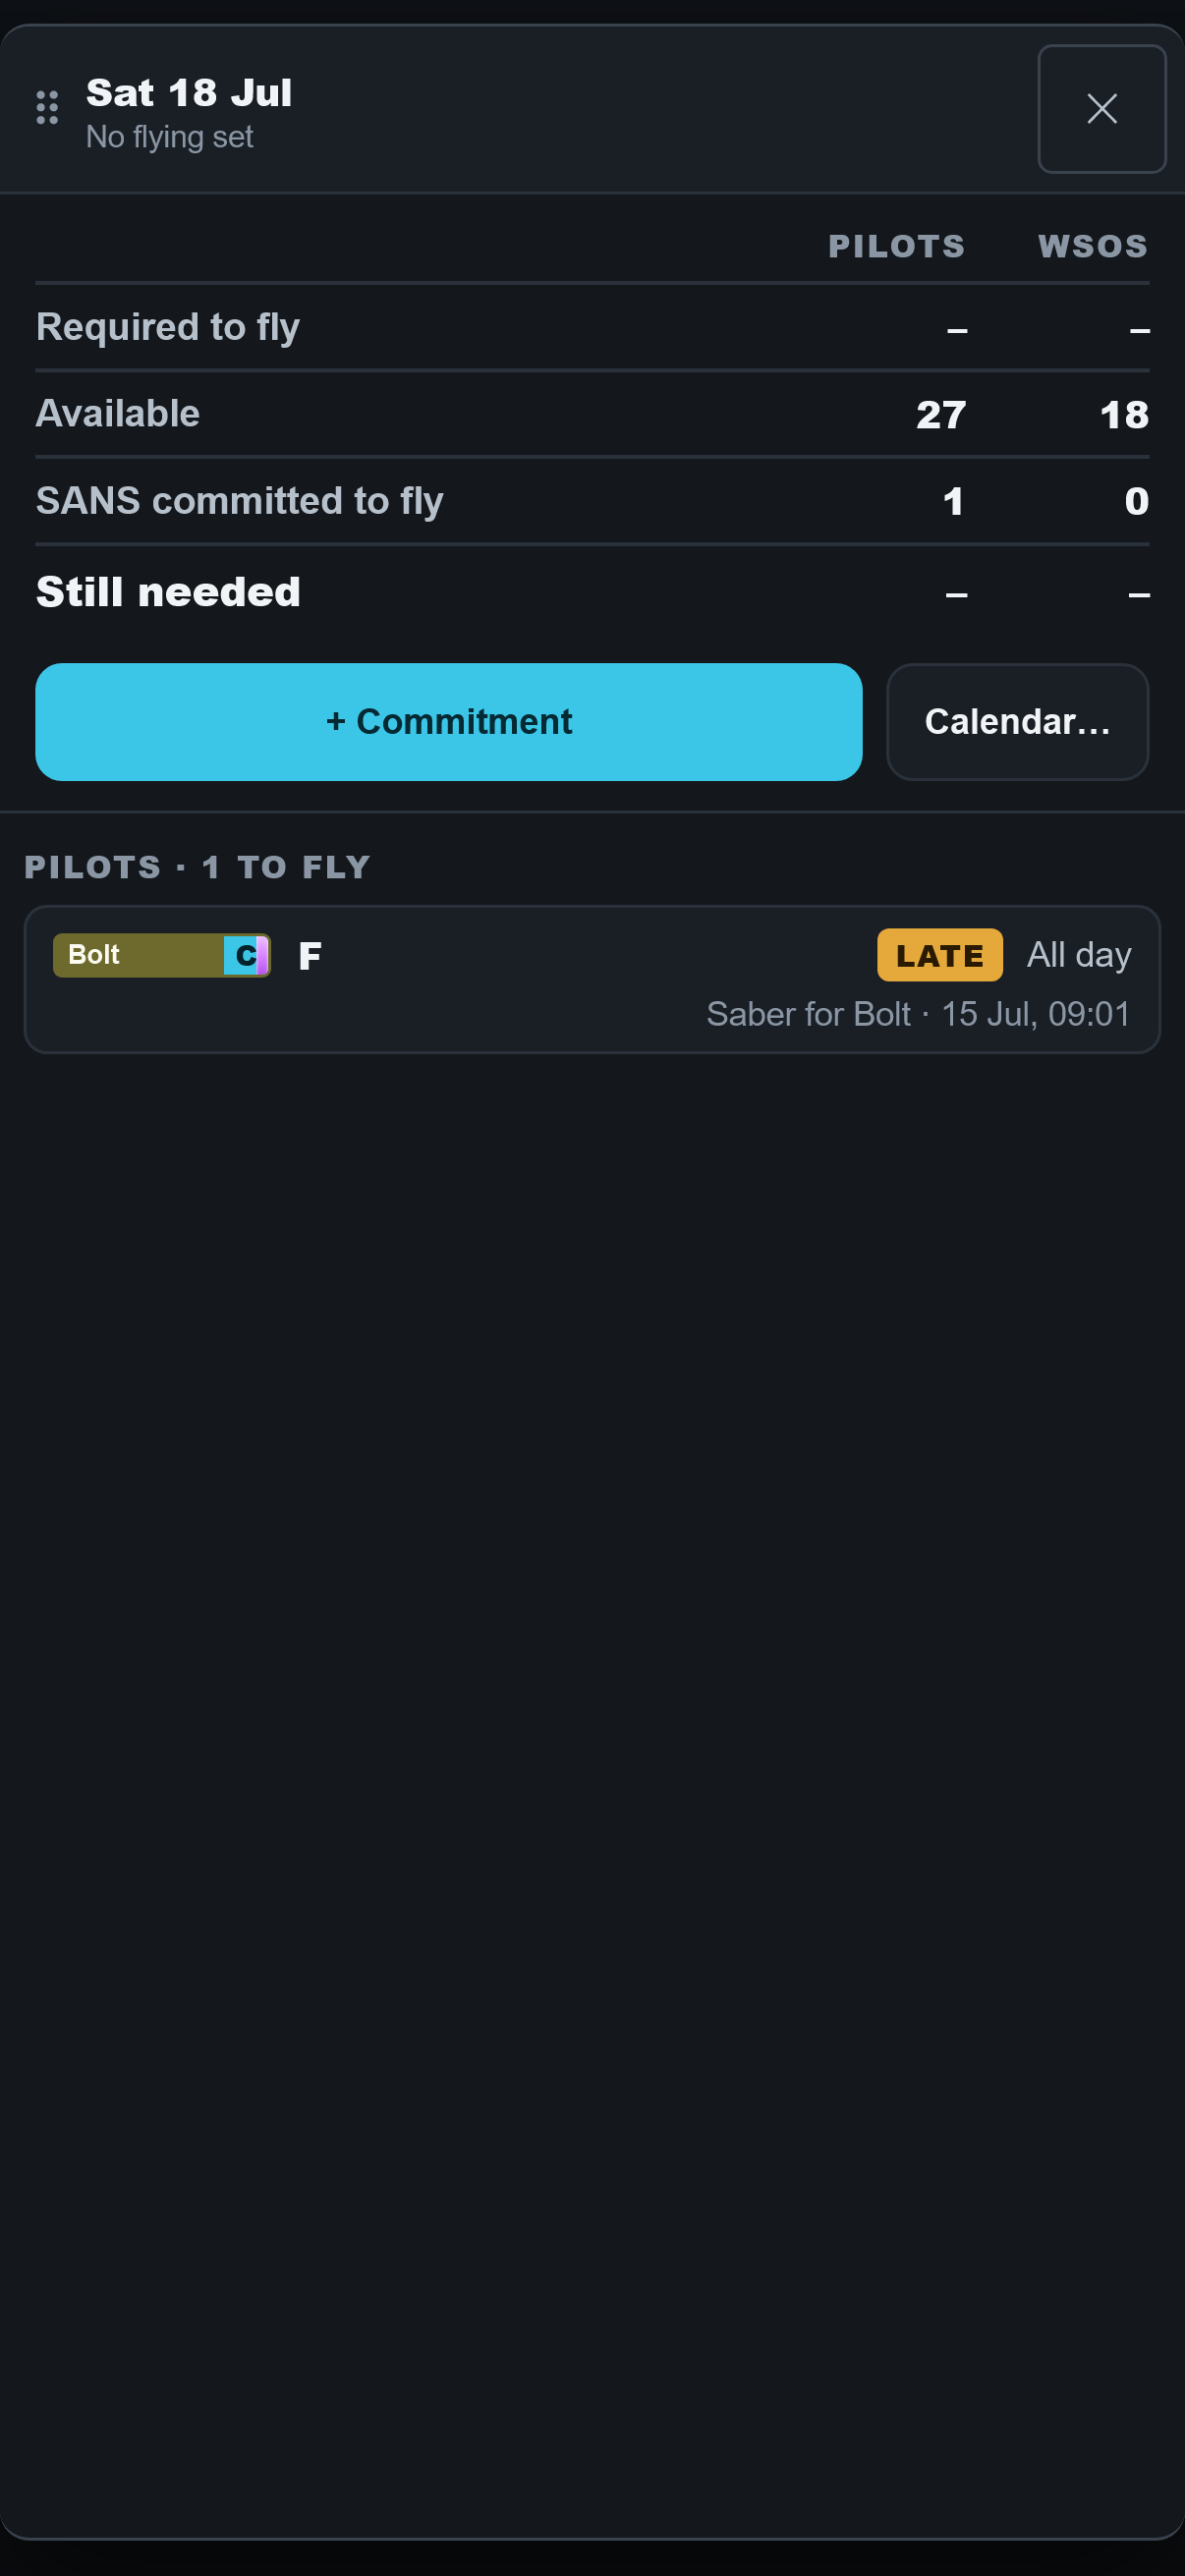 Sat 18 Jul
No flying set
PILOTS WSOS
Required to fly – –
Available 27 18
SANS committed to fly 1 0
Still needed – –
+ Commitment Calendar…
PILOTS · 1 TO FLY
Bolt C F LATE All day
Saber for Bolt · 15 Jul, 09:01